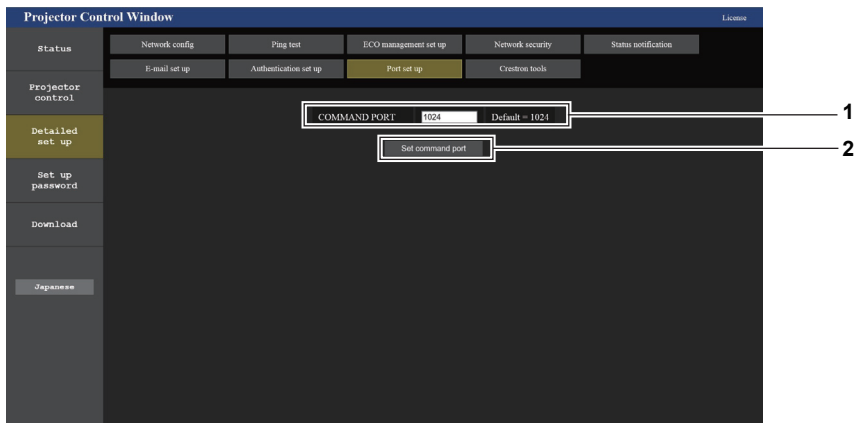 Projector Control Window
License
Status
Network config
Ping test
ECO management set up
Network security
Status notification
E-mail set up
Authentication set up
Port set up
Crestron tools
Projector
control
Detailed
set up
Set up
password
Download
Japanese
COMMAND PORT 1024 Default = 1024
1
Set command port
2